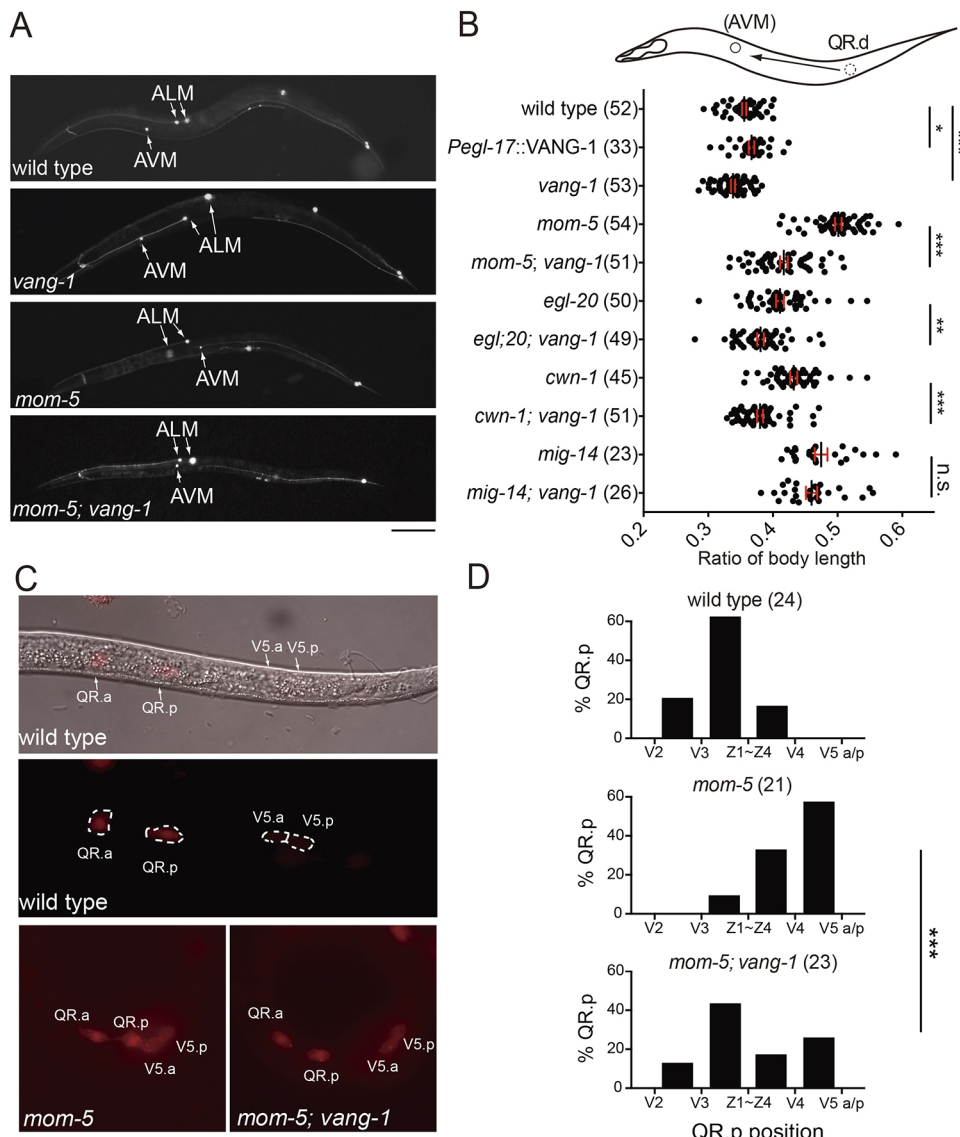 A
ALM
AVM
wild type
ALM
AVM
vang-1
ALM
AVM
mom-5
ALM
AVM
mom-5; vang-1
B
(AVM)
QR.d
wild type (52)
Pegl-17::VANG-1 (33)
vang-1 (53)
mom-5 (54)
mom-5; vang-1(51)
egl-20 (50)
egl;20; vang-1 (49)
cwn-1 (45)
cwn-1; vang-1 (51)
mig-14 (23)
mig-14; vang-1 (26)
*
***
**
***
n.s.
0.2 0.3 0.4 0.5 0.6
Ratio of body length
C
V5.a V5.p
QR.a
QR.p
wild type
V5.a V5.p
QR.a
QR.p
wild type
QR.a
QR.p
V5.p
V5.a
mom-5
QR.a
QR.p
V5.p
V5.a
mom-5; vang-1
D
wild type (24)
% QR.p
60
40
20
0
V2 V3 Z1~Z4 V4 V5 a/p
mom-5 (21)
% QR.p
60
40
20
0
V2 V3 Z1~Z4 V4 V5 a/p
***
mom-5; vang-1 (23)
% QR.p
60
40
20
0
V2 V3 Z1~Z4 V4 V5 a/p
QR.p position